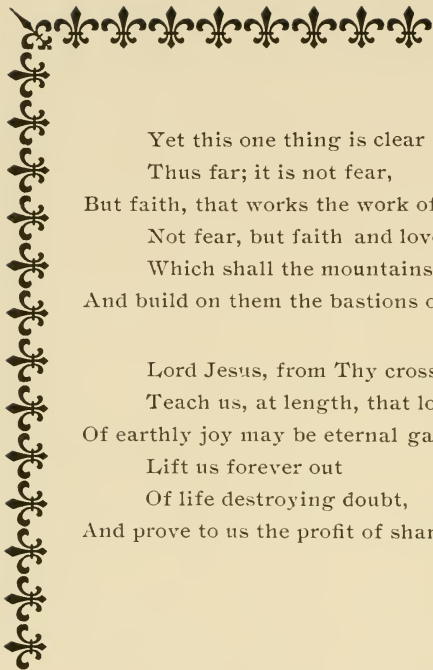 Yet this one thing is clear
Thus far; it is not fear,
But faith, that works the work of
Not fear, but faith and lov
Which shall the mountains
And build on them the bastions o
Lord Jesus, from Thy cross
Teach us, at length, that lo
Of earthly joy may be eternal ga
Lift us forever out
Of life destroying doubt,
And prove to us the profit of shar